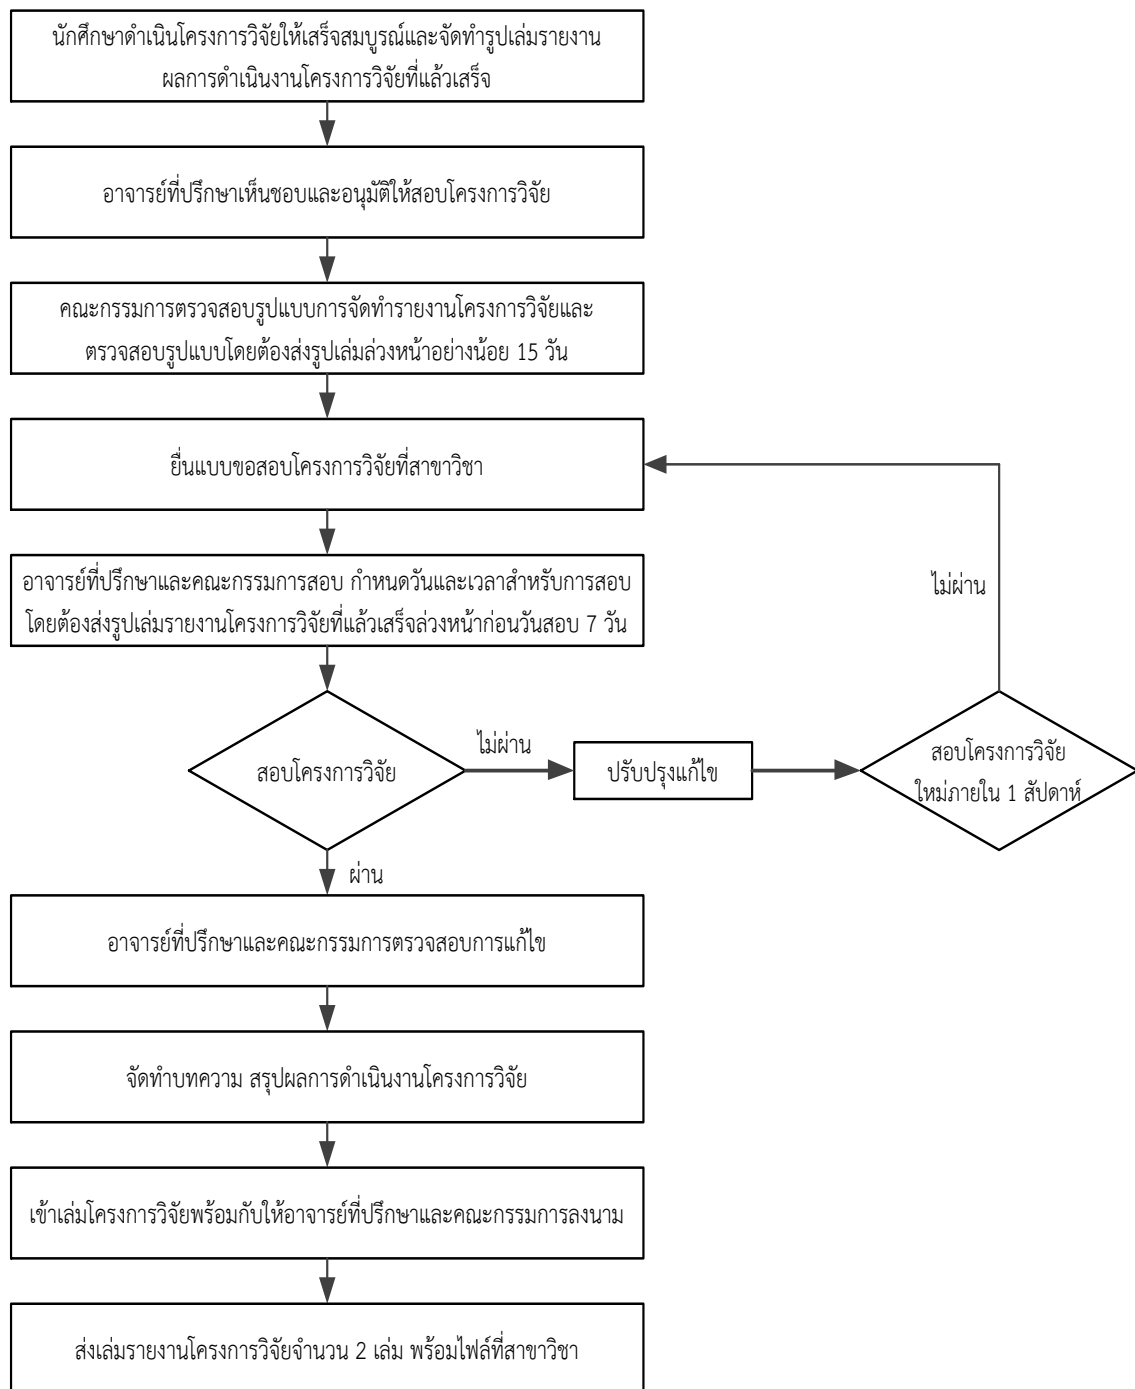 นักศึกษาดำเนินโครงการวิจัยให้เสร็จสมบูรณ์และจัดทำรูปเล่มรายงาน
ผลการดำเนินงานโครงการวิจัยที่แล้วเสร็จ
อาจารย์ที่ปรึกษาเห็นชอบและอนุมัติให้สอบโครงการวิจัย
คณะกรรมการตรวจสอบรูปแบบการจัดทำรายงานโครงการวิจัยและ
ตรวจสอบรูปแบบโดยต้องส่งรูปเล่มล่วงหน้าอย่างน้อย 15 วัน
ยื่นแบบขอสอบโครงการวิจัยที่สาขาวิชา
อาจารย์ที่ปรึกษาและคณะกรรมการสอบ กำหนดวันและเวลาสำหรับการสอบ
โดยต้องส่งรูปเล่มรายงานโครงการวิจัยที่แล้วเสร็จล่วงหน้าก่อนวันสอบ 7 วัน
สอบโครงการวิจัย
ไม่ผ่าน
ปรับปรุงแก้ไข
สอบโครงการวิจัย
ใหม่ภายใน 1 สัปดาห์
ไม่ผ่าน
ผ่าน
อาจารย์ที่ปรึกษาและคณะกรรมการตรวจสอบการแก้ไข
จัดทำบทความ สรุปผลการดำเนินงานโครงการวิจัย
เข้าเล่มโครงการวิจัยพร้อมกับให้อาจารย์ที่ปรึกษาและคณะกรรมการลงนาม
ส่งเล่มรายงานโครงการวิจัยจำนวน 2 เล่ม พร้อมไฟล์ที่สาขาวิชา